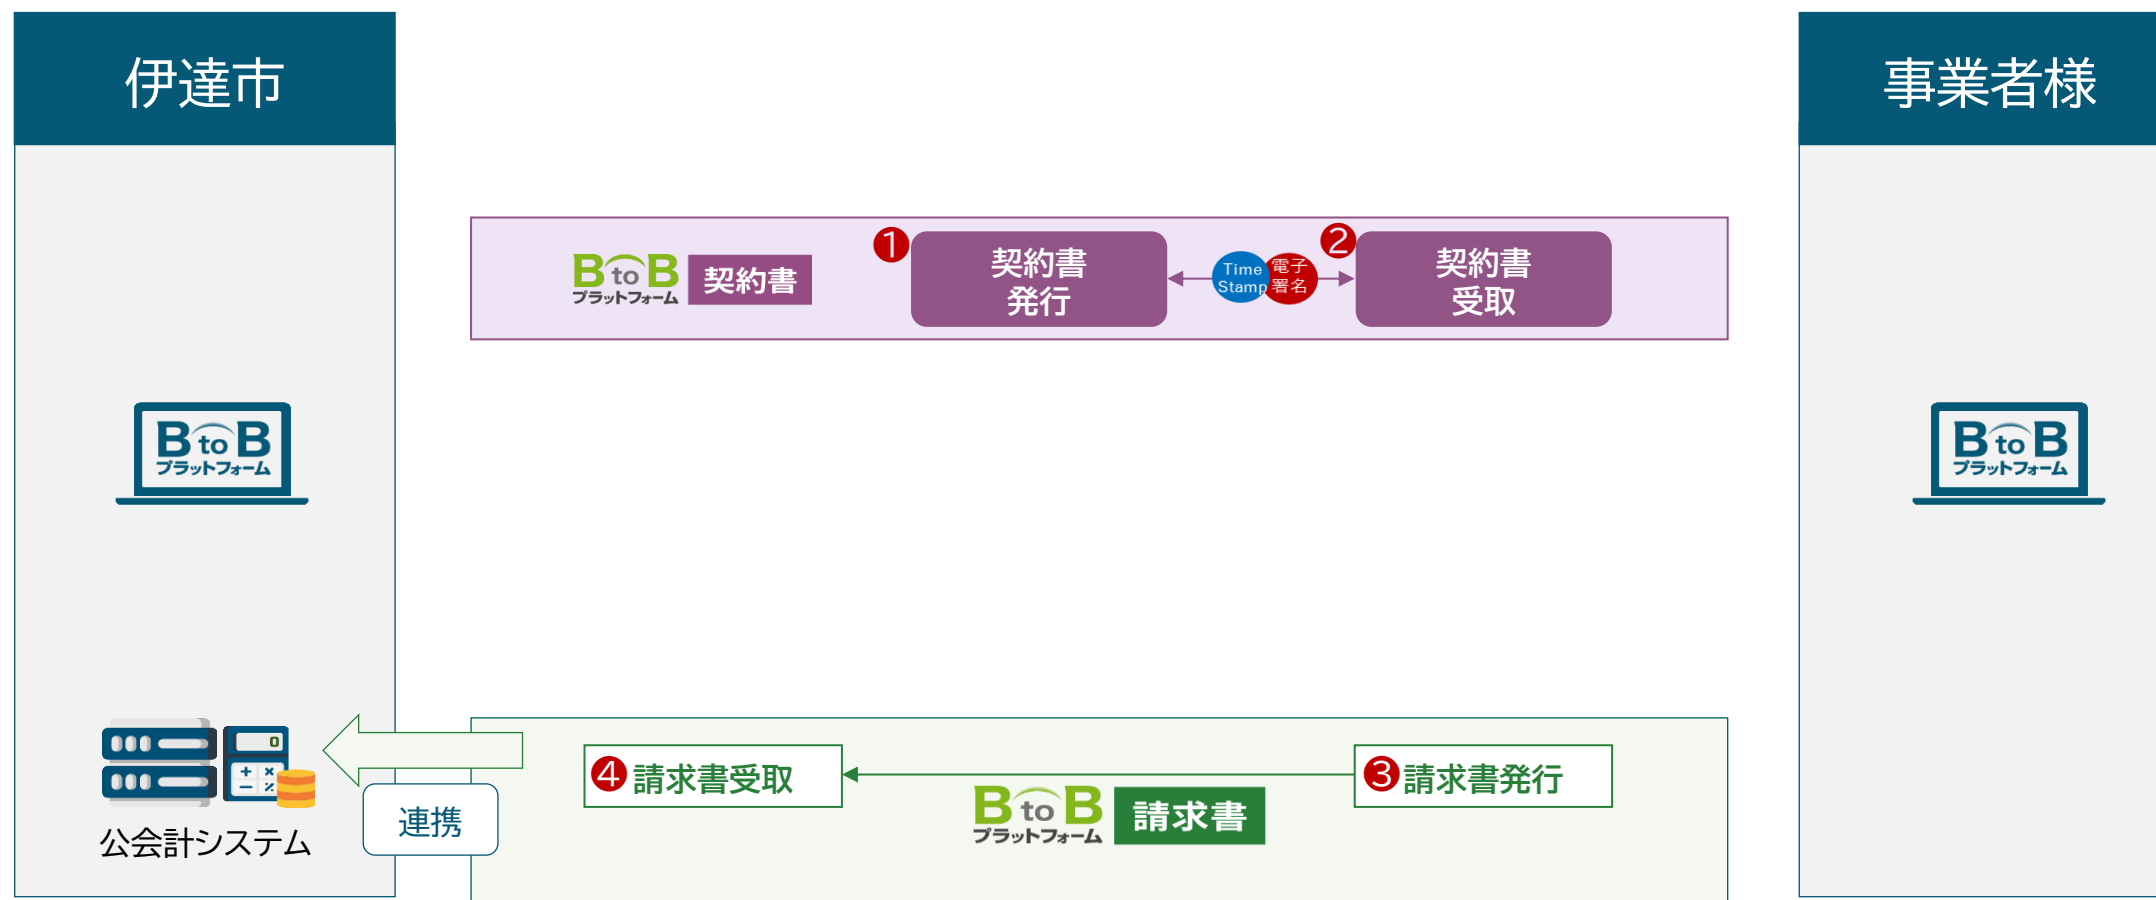 伊達市
事業者様
BtoB
プラットフォーム
契約書
❶
契約書
発行
Time
Stamp
電子
署名
❷
契約書
受取
BtoB
プラットフォーム
BtoB
プラットフォーム
0
+ ×
− %
公会計システム
連携
❹請求書受取
❸請求書発行
BtoB
プラットフォーム
請求書